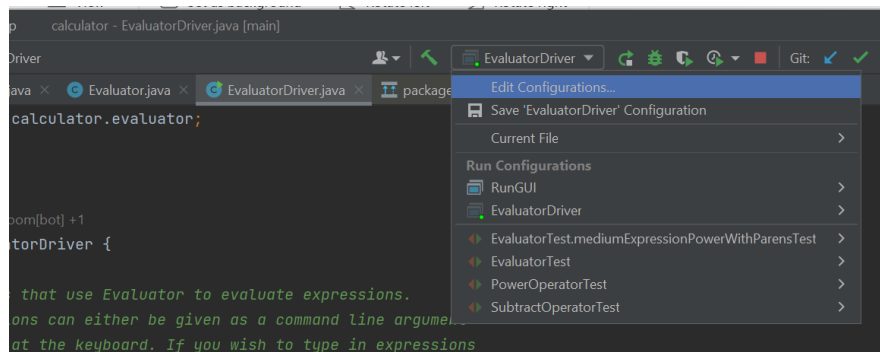 calculator - EvaluatorDriver.java [main]
Driver
EvaluatorDriver
Git:
java
Evaluator.java
EvaluatorDriver.java
package
Edit Configurations...
Save 'EvaluatorDriver' Configuration
Current File
Run Configurations
RunGUI
EvaluatorDriver
EvaluatorTest.mediumExpressionPowerWithParensTest
EvaluatorTest
PowerOperatorTest
SubtractOperatorTest
calculator.evaluator;
oom[bot] +1
torDriver {
s that use Evaluator to evaluate expressions.
ons can either be given as a command line argumen
at the keyboard. If you wish to type in expressions